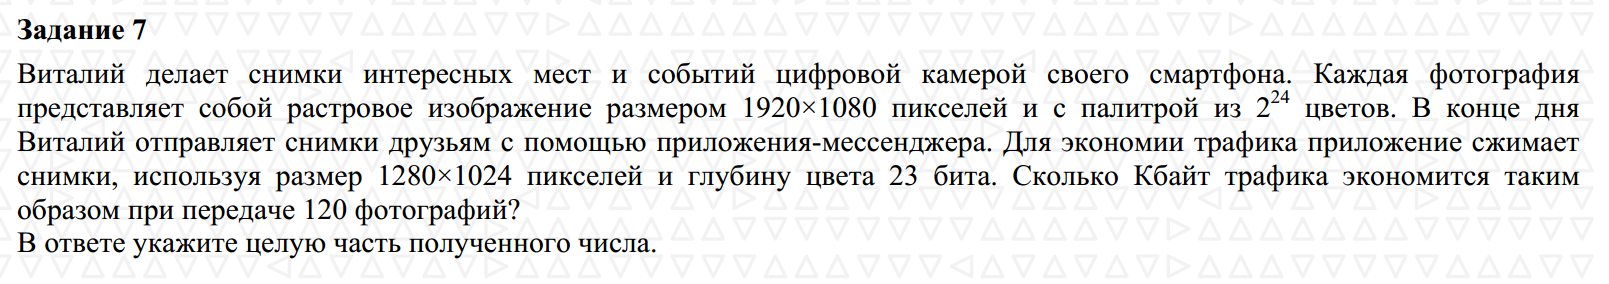 Задание 7
Виталий делает снимки интересных мест и событий цифровой камерой своего смартфона. Каждая фотография
представляет собой растровое изображение размером 1920×1080 пикселей и с палитрой из 2²⁴ цветов. В конце дня
Виталий отправляет снимки друзьям с помощью приложения-мессенджера. Для экономии трафика приложение сжимает
снимки, используя размер 1280×1024 пикселей и глубину цвета 23 бита. Сколько Кбайт трафика экономится таким
образом при передаче 120 фотографий?
В ответе укажите целую часть полученного числа.